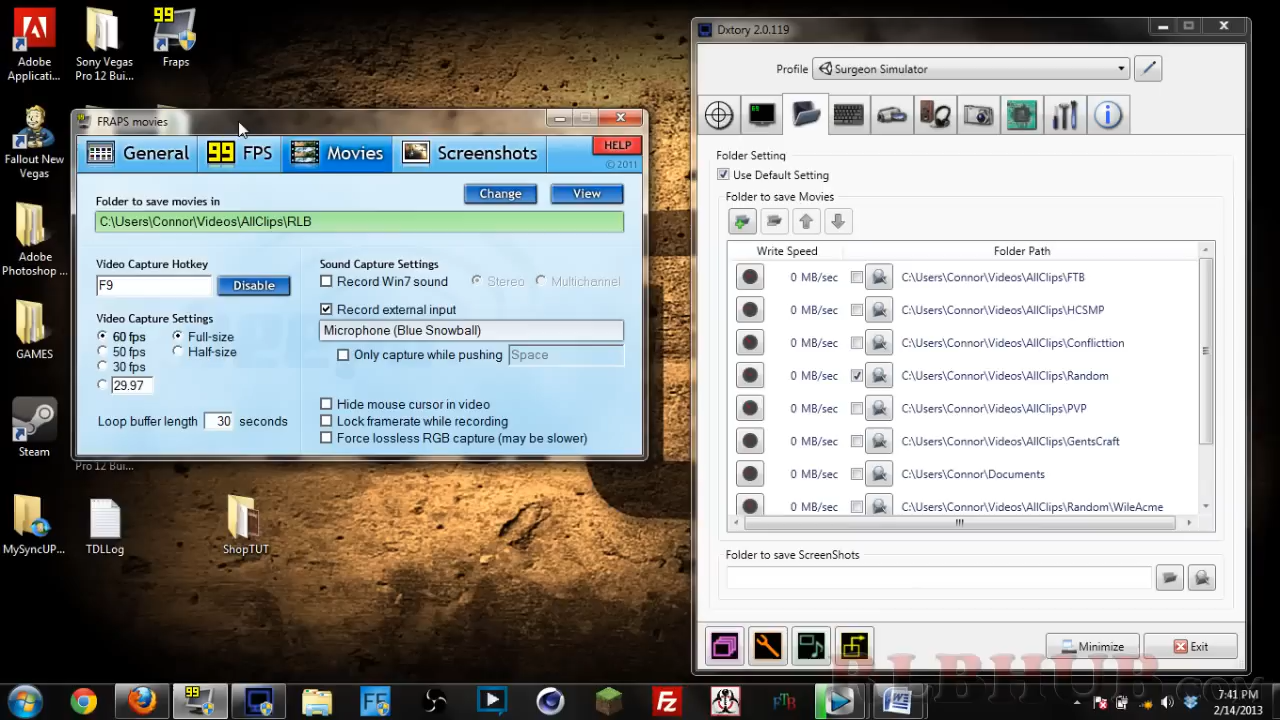 Adobe
Applicati...
Sony Vegas
Pro 12 Bui...
99
Fraps
Fallout New
Vegas
Adobe
Photoshop ...
GAMES
Steam
Pro 12 Bui...
MySyncUP...
TDLLog
ShopTUT
FRAPS movies
General
99 FPS
Movies
Screenshots
HELP
© 2011
Folder to save movies in
Change
View
C:\Users\Connor\Videos\AllClips\RLB
Video Capture Hotkey
F9
Disable
Video Capture Settings
60 fps
Full-size
50 fps
Half-size
30 fps
29.97
Loop buffer length 30 seconds
Sound Capture Settings
Record Win7 sound
Stereo
Multichannel
Record external input
Microphone (Blue Snowball)
Only capture while pushing
Space
Hide mouse cursor in video
Lock framerate while recording
Force lossless RGB capture (may be slower)
Dxtory 2.0.119
Profile
Surgeon Simulator
Folder Setting
Use Default Setting
Folder to save Movies
Write Speed
Folder Path
0 MB/sec C:\Users\Connor\Videos\AllClips\FTB
0 MB/sec C:\Users\Connor\Videos\AllClips\HCSMP
0 MB/sec C:\Users\Connor\Videos\AllClips\Conflicttion
0 MB/sec C:\Users\Connor\Videos\AllClips\Random
0 MB/sec C:\Users\Connor\Videos\AllClips\PVP
0 MB/sec C:\Users\Connor\Videos\AllClips\GentsCraft
0 MB/sec C:\Users\Connor\Documents
0 MB/sec C:\Users\Connor\Videos\AllClips\Random\WileAcme
Folder to save ScreenShots
Minimize
Exit
RLBHUB.com
99
FF
Fz
FTB
W
7:41 PM
2/14/2013